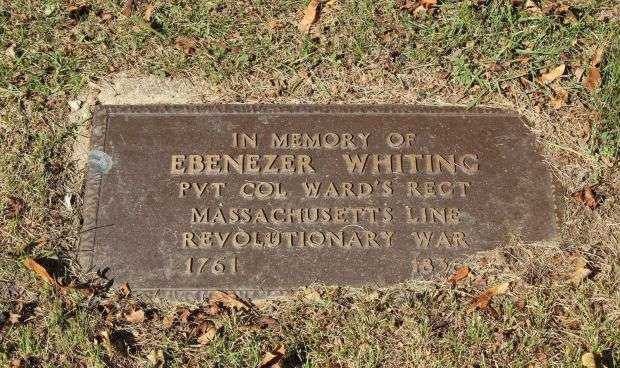 IN MEMORY OF
EBENEZER WHITING
PVT COL WARD'S REGT
MASSACHUSETTS LINE
REVOLUTIONARY WAR
1761